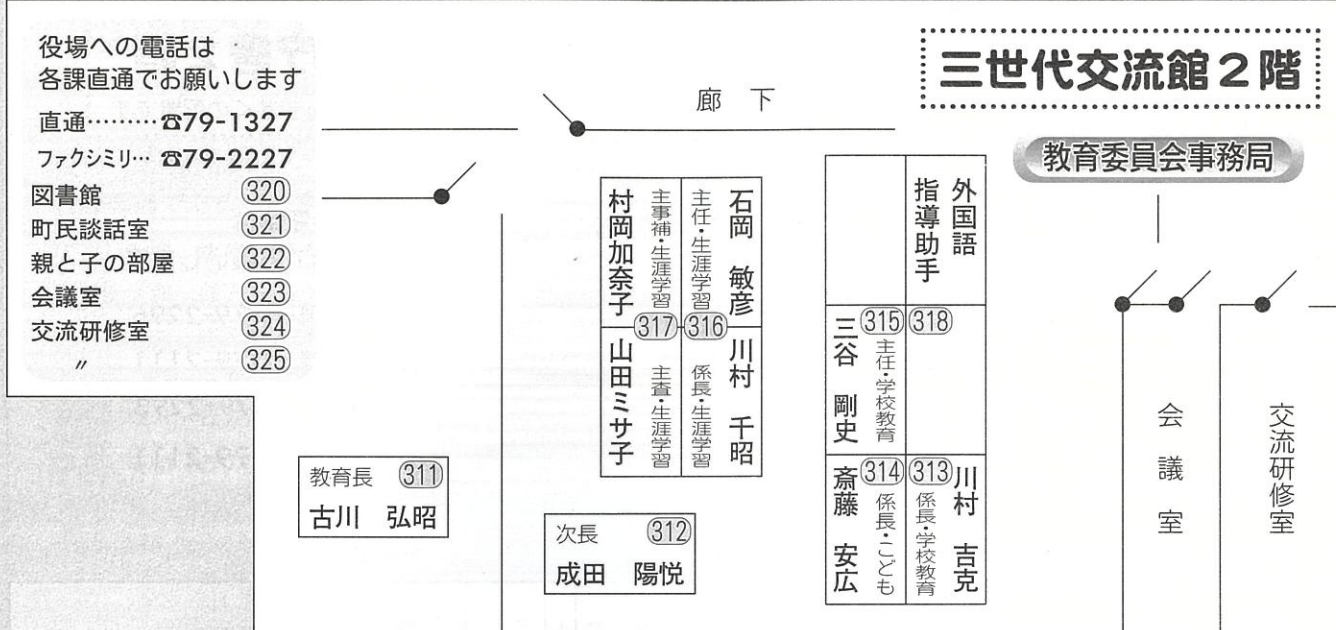 役場への電話は
各課直通でお願いします
直通………☎79-1327
ファクシミリ…☎79-2227
図書館 320
町民談話室 321
親と子の部屋 322
会議室 323
交流研修室 324
〃 325
三世代交流館2階
教育委員会事務局
廊 下
石岡 敏彦
主任・生涯学習
主事補・生涯学習
村岡加奈子
317 316
川村 千昭
係長・生涯学習
主査・生涯学習
山田ミサ子
外国語
指導助手
315 318
主任・学校教育
三谷 剛史
314 313
川村 吉克
係長・学校教育
係長・こども
斎藤 安広
教育長 311
古川 弘昭
次長 312
成田 陽悦
会議室
交流研修室